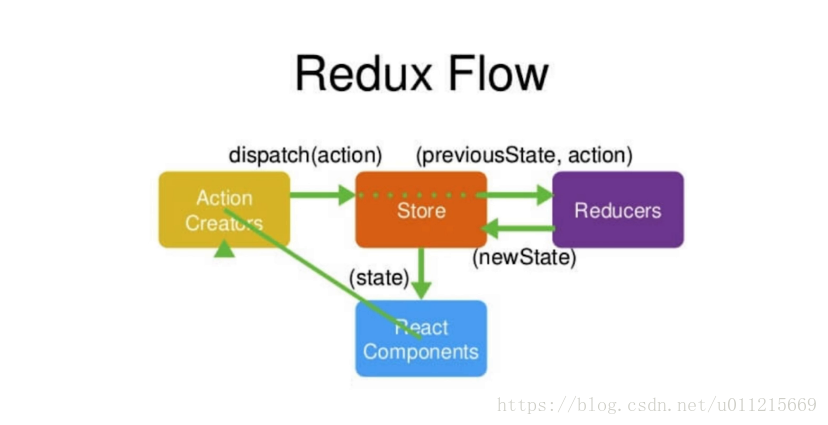 Redux Flow
dispatch(action)
(previousState, action)
Action
Creators
Store
Reducers
(newState)
(state)
React
Components
https://blog.csdn.net/u011215669